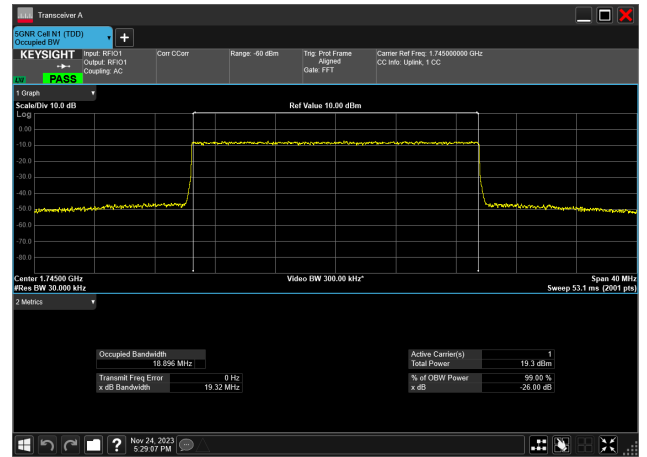 Transceiver A
5GNR Cell N1 (TDD)
Occupied BW
+
KEYSIGHT
LXI
PASS
Input: RFIO1
Output: RFIO1
Coupling: AC
Corr CCorr
Range: -60 dBm
Trig: Prot Frame
Aligned
Gate: FFT
Carrier Ref Freq: 1.745000000 GHz
CC Info: Uplink, 1 CC
1 Graph
Scale/Div 10.0 dB
Ref Value 10.00 dBm
Log
0.00
-10.0
-20.0
-30.0
-40.0
-50.0
-60.0
-70.0
-80.0
Center 1.74500 GHz
Video BW 300.00 kHz*
Span 40 MHz
#Res BW 30.000 kHz
Sweep 53.1 ms (2001 pts)
2 Metrics
Occupied Bandwidth
18.896 MHz
Transmit Freq Error 0 Hz
x dB Bandwidth 19.32 MHz
Active Carrier(s) 1
Total Power 19.3 dBm
% of OBW Power 99.00 %
x dB -26.00 dB
?
Nov 24, 2023
5:29:07 PM